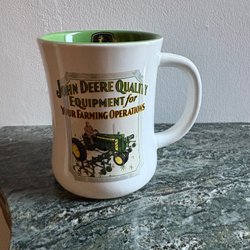 JOHN DEERE QUALITY
EQUIPMENT for
YOUR FARMING OPERATIONS